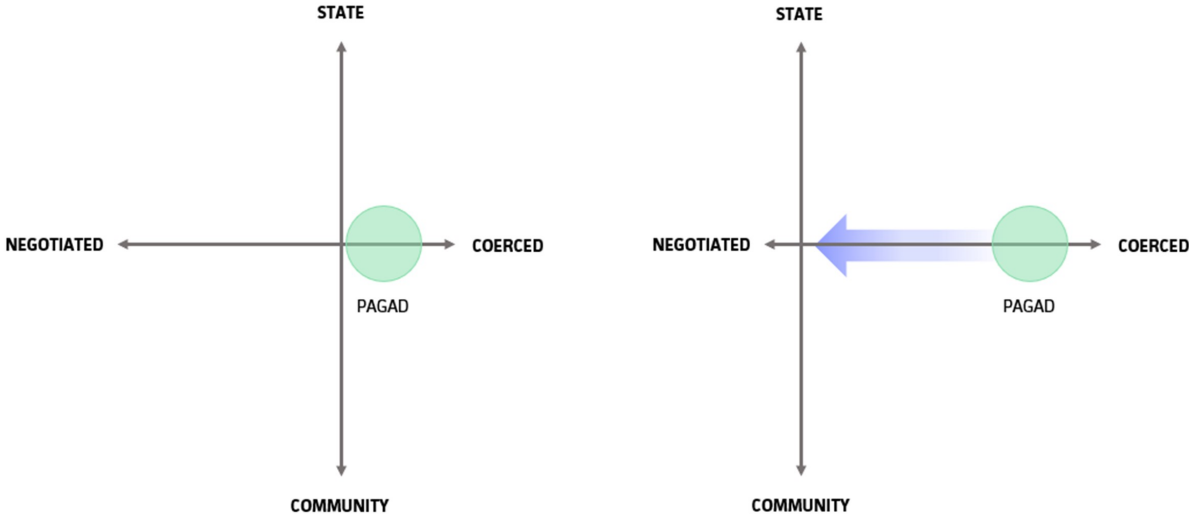 STATE
NEGOTIATED
COERCED
PAGAD
COMMUNITY
STATE
NEGOTIATED
COERCED
PAGAD
COMMUNITY